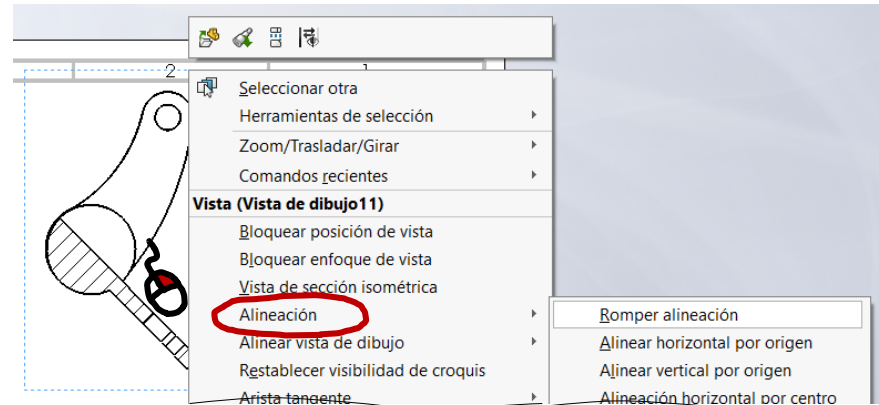 2 1
Seleccionar otra
Herramientas de selección
Zoom/Trasladar/Girar
Comandos recientes
Vista (Vista de dibujo11)
Bloquear posición de vista
Bloquear enfoque de vista
Vista de sección isométrica
Alineación
Alinear vista de dibujo
Restablecer visibilidad de croquis
Arista tangente
Romper alineación
Alinear horizontal por origen
Alinear vertical por origen
Alineación horizontal por centro